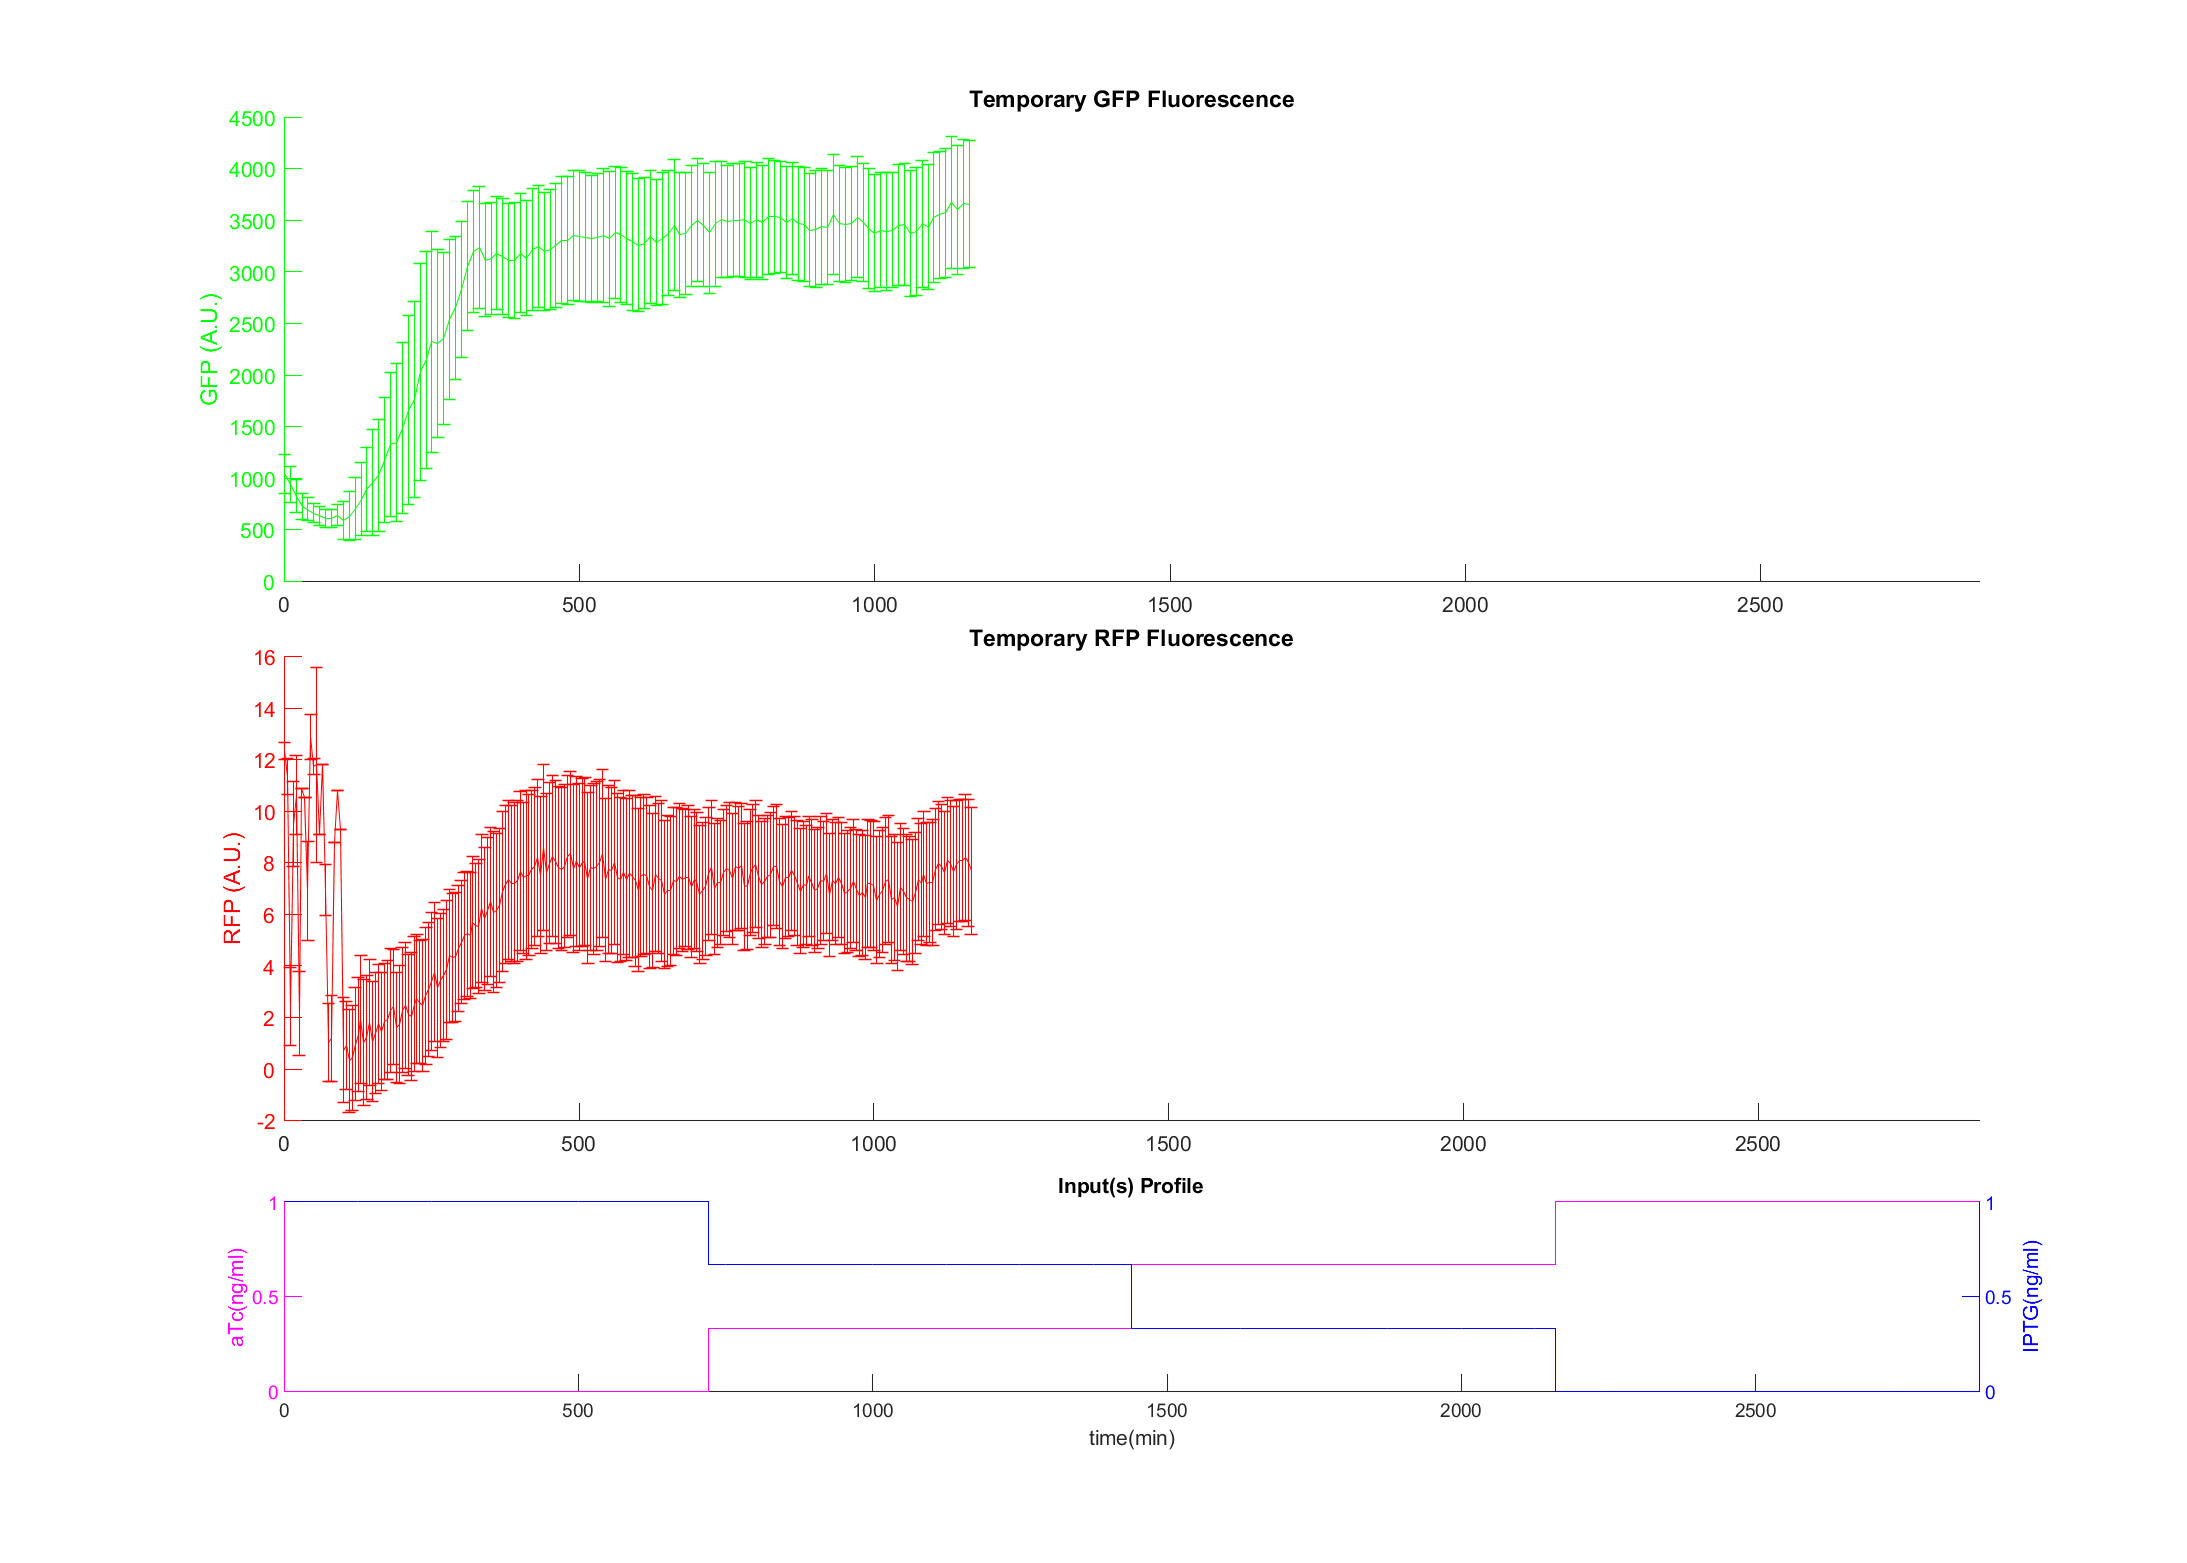 Temporary GFP Fluorescence
4500
4000
3500
3000
2500
2000
1500
1000
500
0
GFP (A.U.)
0 500 1000 1500 2000 2500
Temporary RFP Fluorescence
16
14
12
10
8
6
4
2
0
-2
RFP (A.U.)
0 500 1000 1500 2000 2500
Input(s) Profile
1
0.5
0
aTc(ng/ml)
1
0.5
0
IPTG(ng/ml)
0 500 1000 1500 2000 2500
time(min)